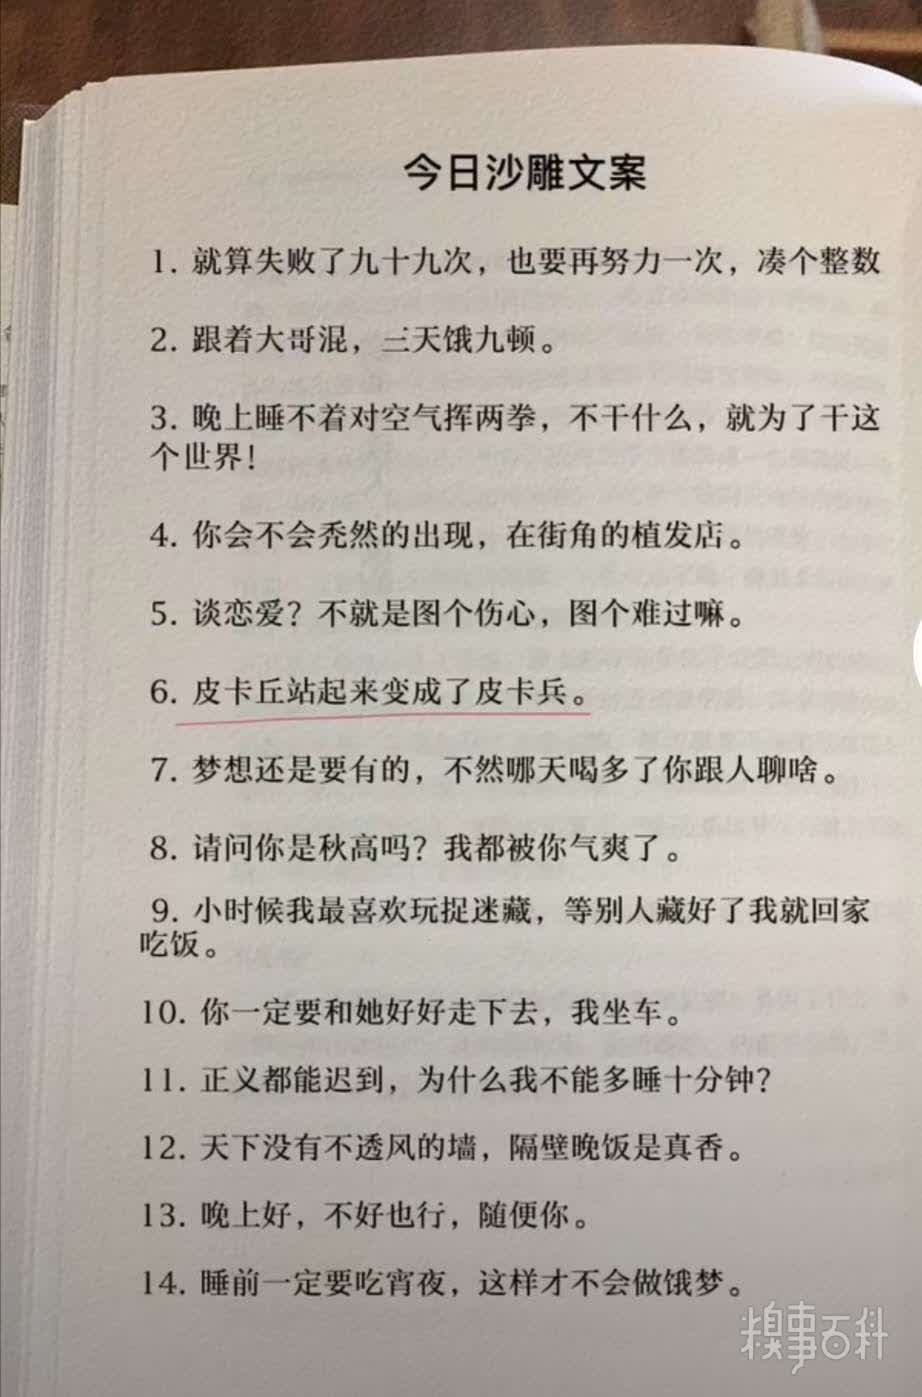 今日沙雕文案
1. 就算失败了九十九次，也要再努力一次，凑个整数
2. 跟着大哥混，三天饿九顿。
3. 晚上睡不着对空气挥两拳，不干什么，就为了干这
个世界！
4. 你会不会秃然的出现，在街角的植发店。
5. 谈恋爱？不就是图个伤心，图个难过嘛。
6. 皮卡丘站起来变成了皮卡兵。
7. 梦想还是要有的，不然哪天喝多了你跟人聊啥。
8. 请问你是秋高吗？我都被你气爽了。
9. 小时候我最喜欢玩捉迷藏，等别人藏好了我就回家
吃饭。
10. 你一定要和她好好走下去，我坐车。
11. 正义都能迟到，为什么我不能多睡十分钟？
12. 天下没有不透风的墙，隔壁晚饭是真香。
13. 晚上好，不好也行，随便你。
14. 睡前一定要吃宵夜，这样才不会做饿梦。
糗事百科